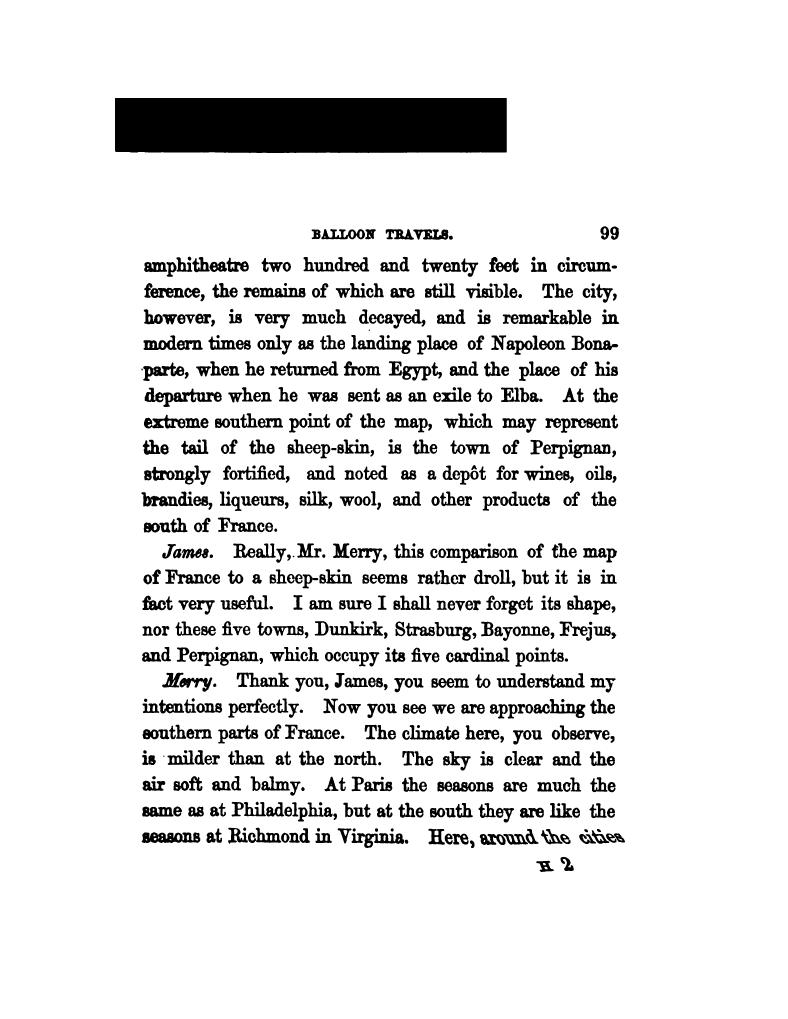 BALLOON TRAVELS. 99
amphitheatre two hundred and twenty feet in circum-
ference, the remains of which are still visible. The city,
however, is very much decayed, and is remarkable in
modern times only as the landing place of Napoleon Bona-
parte, when he returned from Egypt, and the place of his
departure when he was sent as an exile to Elba. At the
extreme southern point of the map, which may represent
the tail of the sheep-skin, is the town of Perpignan,
strongly fortified, and noted as a depôt for wines, oils,
brandies, liqueurs, silk, wool, and other products of the
south of France.
James. Really, Mr. Merry, this comparison of the map
of France to a sheep-skin seems rather droll, but it is in
fact very useful. I am sure I shall never forget its shape,
nor these five towns, Dunkirk, Strasburg, Bayonne, Frejus,
and Perpignan, which occupy its five cardinal points.
Merry. Thank you, James, you seem to understand my
intentions perfectly. Now you see we are approaching the
southern parts of France. The climate here, you observe,
is milder than at the north. The sky is clear and the
air soft and balmy. At Paris the seasons are much the
same as at Philadelphia, but at the south they are like the
seasons at Richmond in Virginia. Here, around the cities
H 2